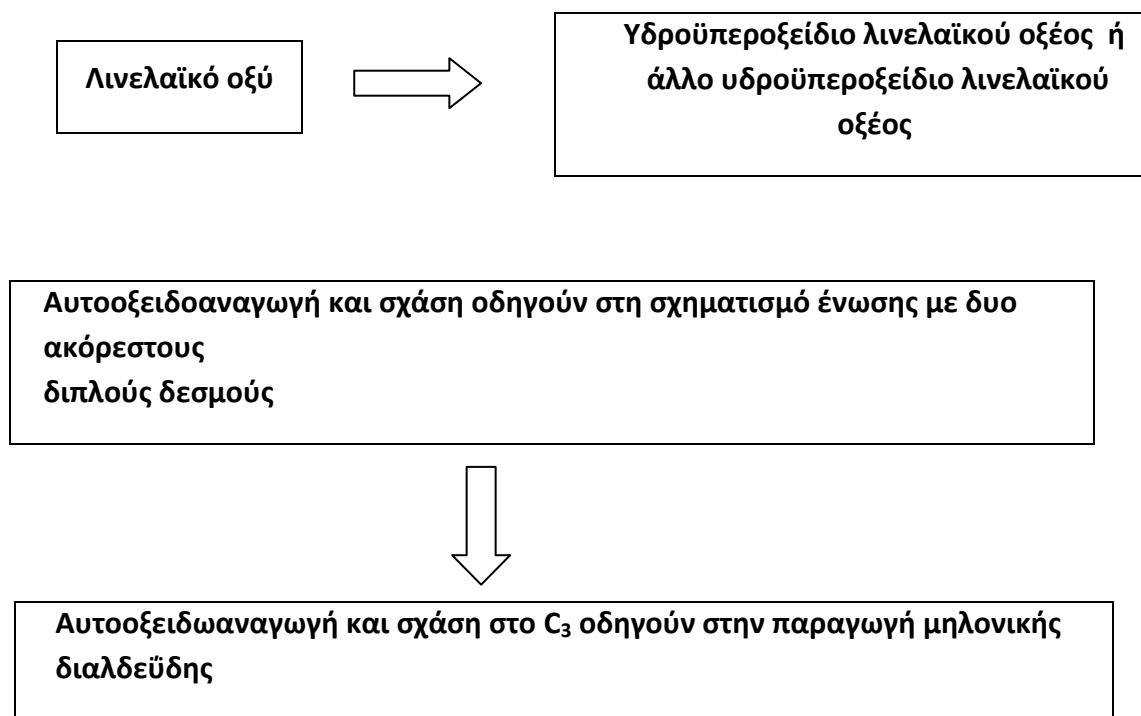 Λινελαϊκό οξύ
Υδροϋπεροξείδιο λινελαϊκού οξέος ή
άλλο υδροϋπεροξείδιο λινελαϊκού
οξέος
Αυτοοξειδοαναγωγή και σχάση οδηγούν στη σχηματισμό ένωσης με δυο
ακόρεστους
διπλούς δεσμούς
Αυτοοξειδωαναγωγή και σχάση στο C₃ οδηγούν στην παραγωγή μηλονικής
διαλδεΰδης